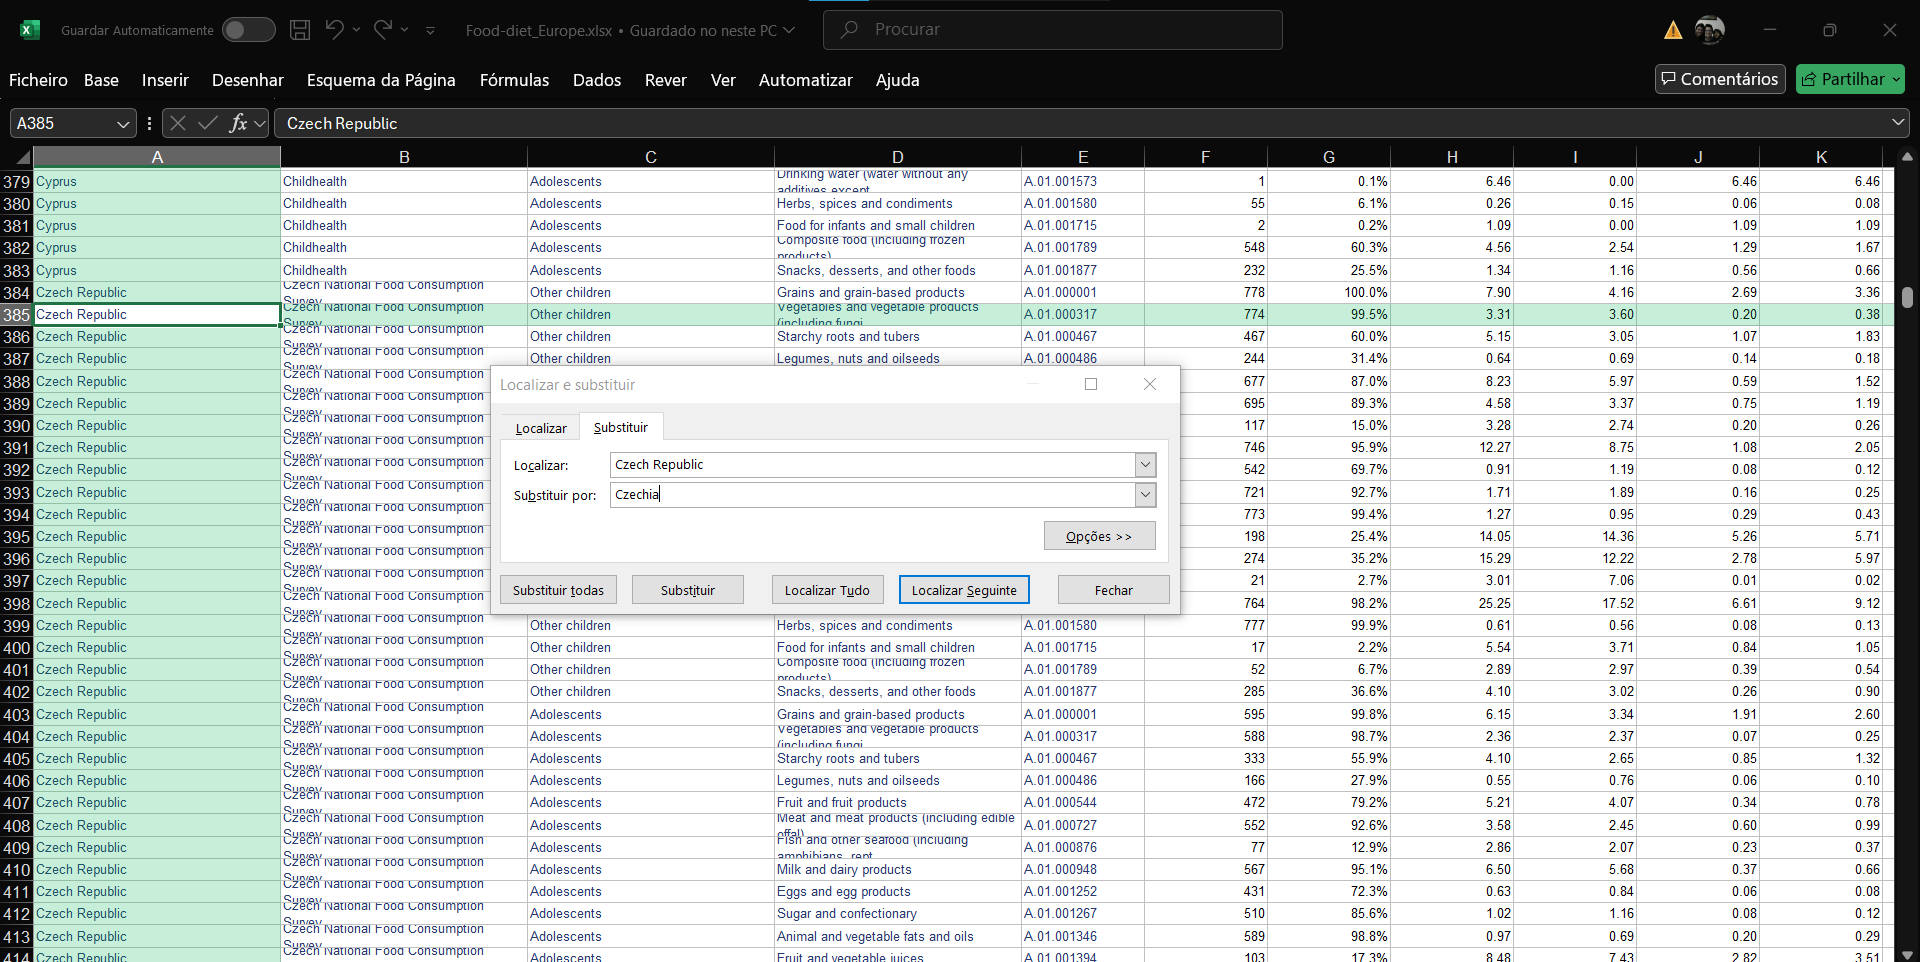 Guardar Automaticamente
Food-diet_Europe.xlsx • Guardado no neste PC
Procurar
Ficheiro Base Inserir Desenhar Esquema da Página Fórmulas Dados Rever Ver Automatizar Ajuda
Comentários Partilhar
A385 fx Czech Republic
A B C D E F G H I J K
379 Cyprus Childhealth Adolescents Drinking water (water without any additives except A.01.001573 1 0.1% 6.46 0.00 6.46 6.46
380 Cyprus Childhealth Adolescents Herbs, spices and condiments A.01.001580 55 6.1% 0.26 0.15 0.06 0.08
381 Cyprus Childhealth Adolescents Food for infants and small children A.01.001715 2 0.2% 1.09 0.00 1.09 1.09
382 Cyprus Childhealth Adolescents Composite food (including frozen products) A.01.001789 548 60.3% 4.56 2.54 1.29 1.67
383 Cyprus Childhealth Adolescents Snacks, desserts, and other foods A.01.001877 232 25.5% 1.34 1.16 0.56 0.66
384 Czech Republic Czech National Food Consumption Survey Other children Grains and grain-based products A.01.000001 778 100.0% 7.90 4.16 2.69 3.36
385 Czech Republic Czech National Food Consumption Survey Other children Vegetables and vegetable products (including fungi A.01.000317 774 99.5% 3.31 3.60 0.20 0.38
386 Czech Republic Czech National Food Consumption Survey Other children Starchy roots and tubers A.01.000467 467 60.0% 5.15 3.05 1.07 1.83
387 Czech Republic Czech National Food Consumption Survey Other children Legumes, nuts and oilseeds A.01.000486 244 31.4% 0.64 0.69 0.14 0.18
388 Czech Republic Czech National Food Consumption Survey 677 87.0% 8.23 5.97 0.59 1.52
389 Czech Republic Czech National Food Consumption Survey 695 89.3% 4.58 3.37 0.75 1.19
390 Czech Republic Czech National Food Consumption Survey 117 15.0% 3.28 2.74 0.20 0.26
391 Czech Republic Czech National Food Consumption Survey 746 95.9% 12.27 8.75 1.08 2.05
392 Czech Republic Czech National Food Consumption Survey 542 69.7% 0.91 1.19 0.08 0.12
393 Czech Republic Czech National Food Consumption Survey 721 92.7% 1.71 1.89 0.16 0.25
394 Czech Republic Czech National Food Consumption Survey 773 99.4% 1.27 0.95 0.29 0.43
395 Czech Republic Czech National Food Consumption Survey 198 25.4% 14.05 14.36 5.26 5.71
396 Czech Republic Czech National Food Consumption Survey 274 35.2% 15.29 12.22 2.78 5.97
397 Czech Republic Czech National Food Consumption Survey 21 2.7% 3.01 7.06 0.01 0.02
398 Czech Republic Czech National Food Consumption Survey 764 98.2% 25.25 17.52 6.61 9.12
399 Czech Republic Czech National Food Consumption Survey Other children Herbs, spices and condiments A.01.001580 777 99.9% 0.61 0.56 0.08 0.13
400 Czech Republic Czech National Food Consumption Survey Other children Food for infants and small children A.01.001715 17 2.2% 5.54 3.71 0.84 1.05
401 Czech Republic Czech National Food Consumption Survey Other children Composite food (including frozen products) A.01.001789 52 6.7% 2.89 2.97 0.39 0.54
402 Czech Republic Czech National Food Consumption Survey Other children Snacks, desserts, and other foods A.01.001877 285 36.6% 4.10 3.02 0.26 0.90
403 Czech Republic Czech National Food Consumption Survey Adolescents Grains and grain-based products A.01.000001 595 99.8% 6.15 3.34 1.91 2.60
404 Czech Republic Czech National Food Consumption Survey Adolescents Vegetables and vegetable products (including fungi A.01.000317 588 98.7% 2.36 2.37 0.07 0.25
405 Czech Republic Czech National Food Consumption Survey Adolescents Starchy roots and tubers A.01.000467 333 55.9% 4.10 2.65 0.85 1.32
406 Czech Republic Czech National Food Consumption Survey Adolescents Legumes, nuts and oilseeds A.01.000486 166 27.9% 0.55 0.76 0.06 0.10
407 Czech Republic Czech National Food Consumption Survey Adolescents Fruit and fruit products A.01.000544 472 79.2% 5.21 4.07 0.34 0.78
408 Czech Republic Czech National Food Consumption Survey Adolescents Meat and meat products (including edible offal) A.01.000727 552 92.6% 3.58 2.45 0.60 0.99
409 Czech Republic Czech National Food Consumption Survey Adolescents Fish and other seafood (including amphibians, rept A.01.000876 77 12.9% 2.86 2.07 0.23 0.37
410 Czech Republic Czech National Food Consumption Survey Adolescents Milk and dairy products A.01.000948 567 95.1% 6.50 5.68 0.37 0.66
411 Czech Republic Czech National Food Consumption Survey Adolescents Eggs and egg products A.01.001252 431 72.3% 0.63 0.84 0.06 0.08
412 Czech Republic Czech National Food Consumption Survey Adolescents Sugar and confectionary A.01.001267 510 85.6% 1.02 1.16 0.08 0.12
413 Czech Republic Czech National Food Consumption Survey Adolescents Animal and vegetable fats and oils A.01.001346 589 98.8% 0.97 0.69 0.20 0.29
414 Czech Republic Czech National Food Consumption Adolescents Fruit and vegetable juices A.01.001394 103 17.3% 8.48 7.43 2.82 3.51
Localizar e substituir
Localizar Substituir
Localizar: Czech Republic
Substituir por: Czechia
Opções >>
Substituir todas Substituir Localizar Tudo Localizar Seguinte Fechar